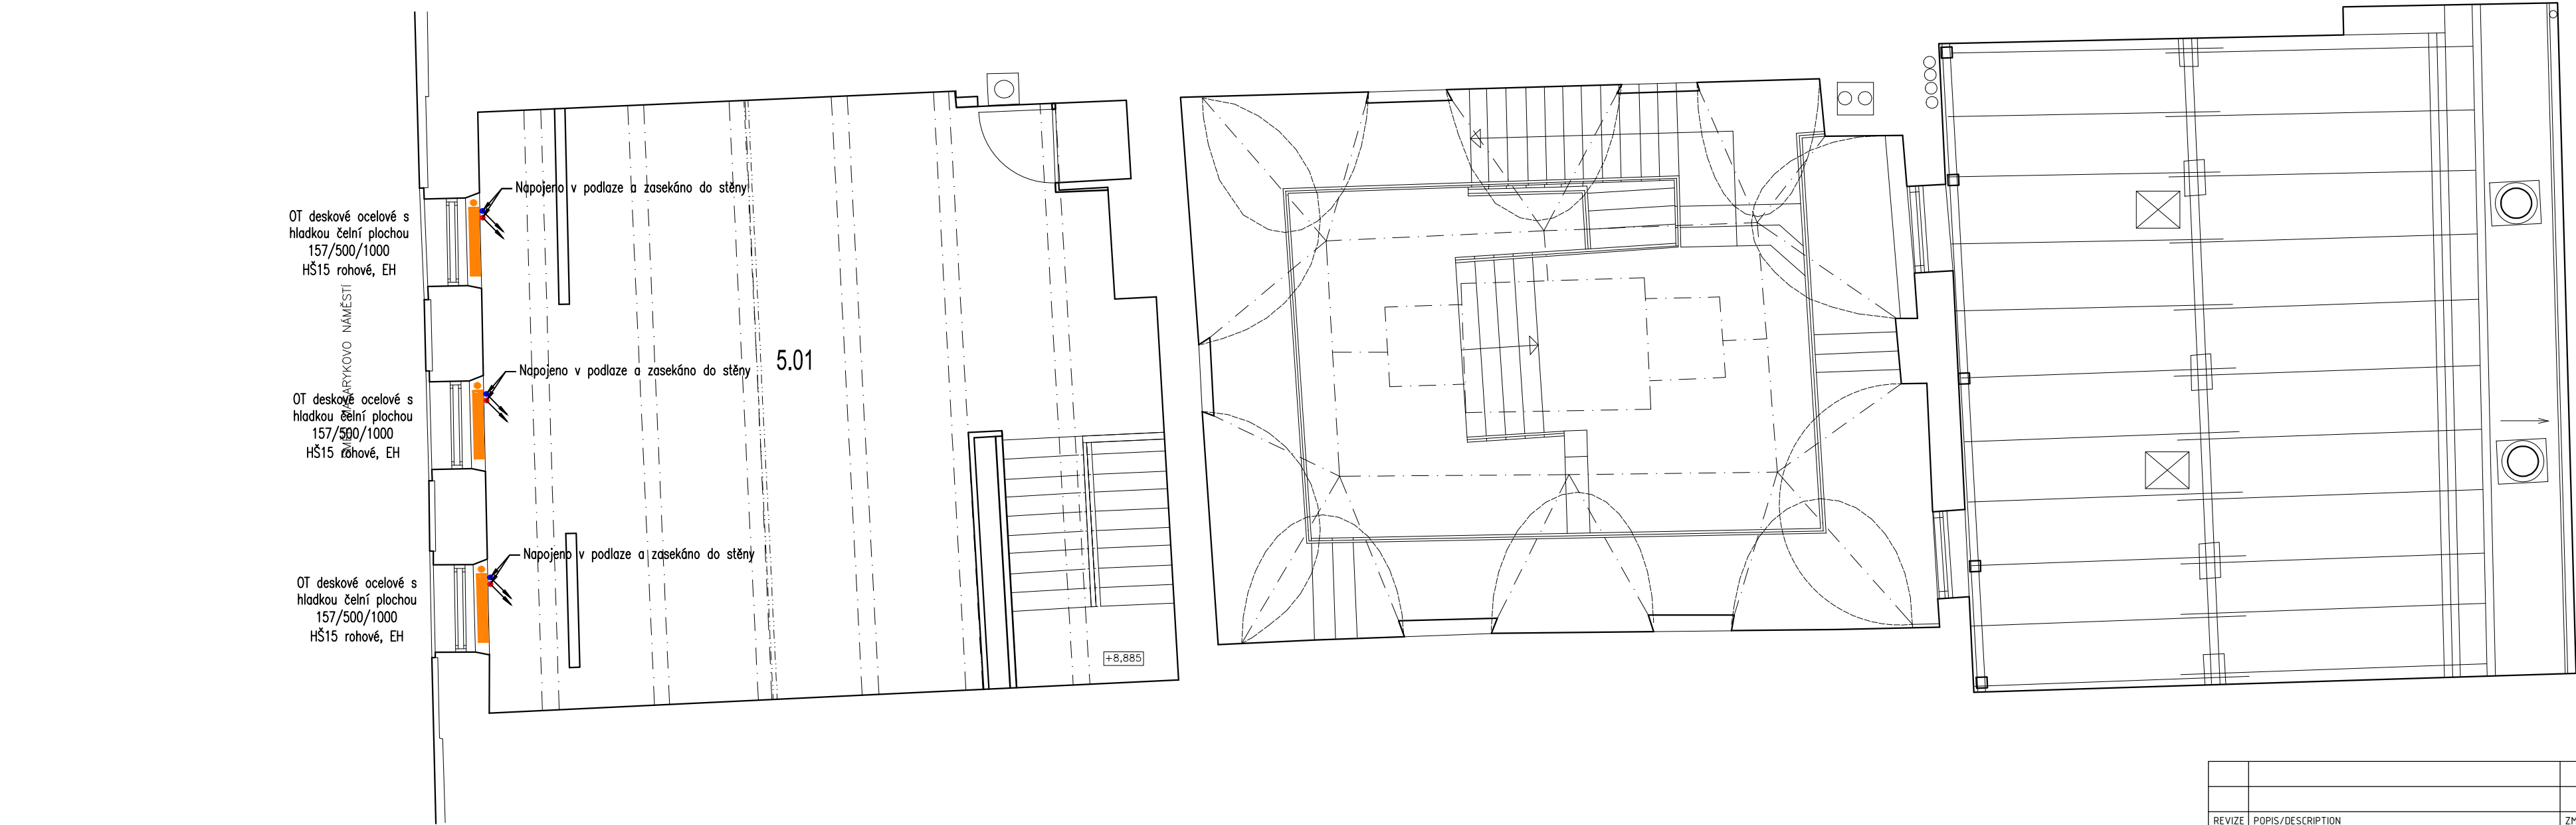 Napojeno v podlaze a zasekáno do stěny
OT deskové ocelové s
hladkou čelní plochou
157/500/1000
HŠ15 rohové, EH
MASARYKOVO NÁMĚSTÍ
5.01
Napojeno v podlaze a zasekáno do stěny
OT deskové ocelové s
hladkou čelní plochou
157/500/1000
HŠ15 rohové, EH
Napojeno v podlaze a zasekáno do stěny
OT deskové ocelové s
hladkou čelní plochou
157/500/1000
HŠ15 rohové, EH
+8,885
REVIZE POPIS/DESCRIPTION